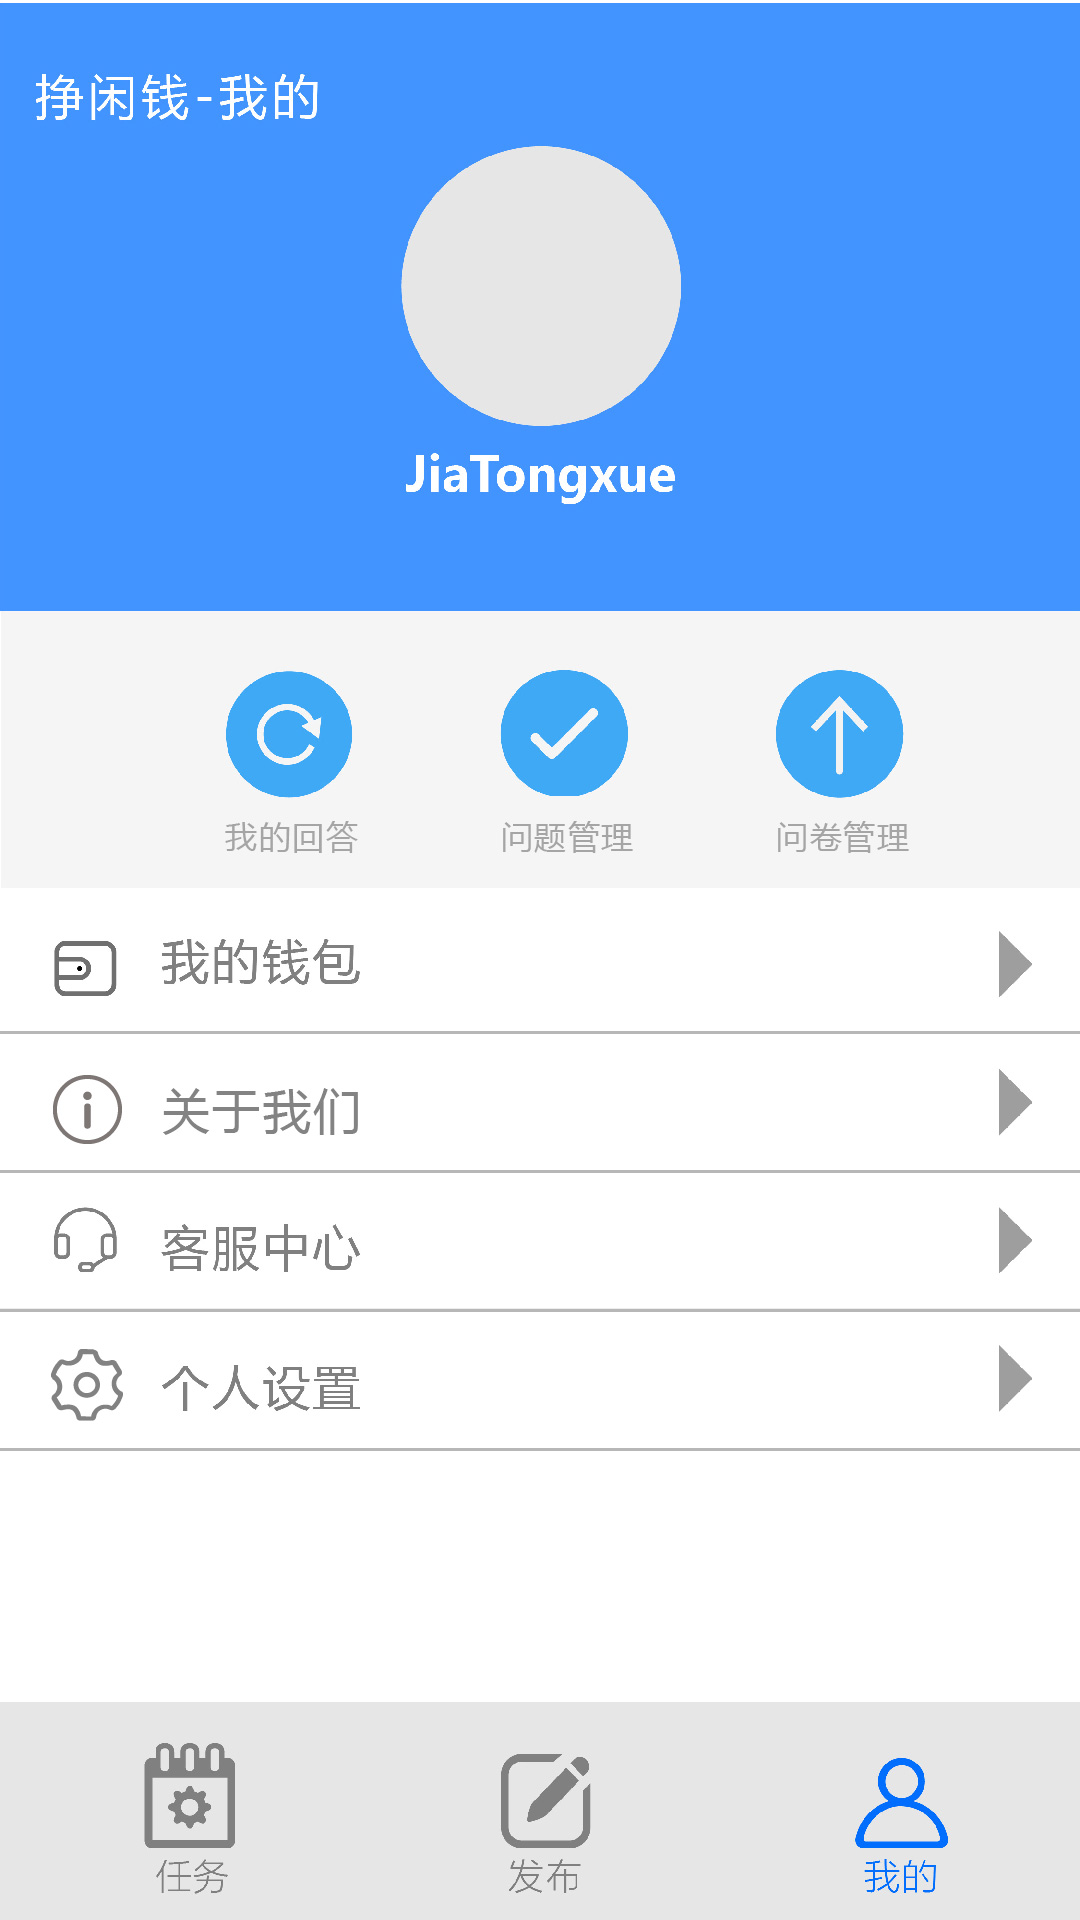 挣闲钱-我的
JiaTongxue
我的回答
问题管理
问卷管理
我的钱包
关于我们
客服中心
个人设置
任务
发布
我的